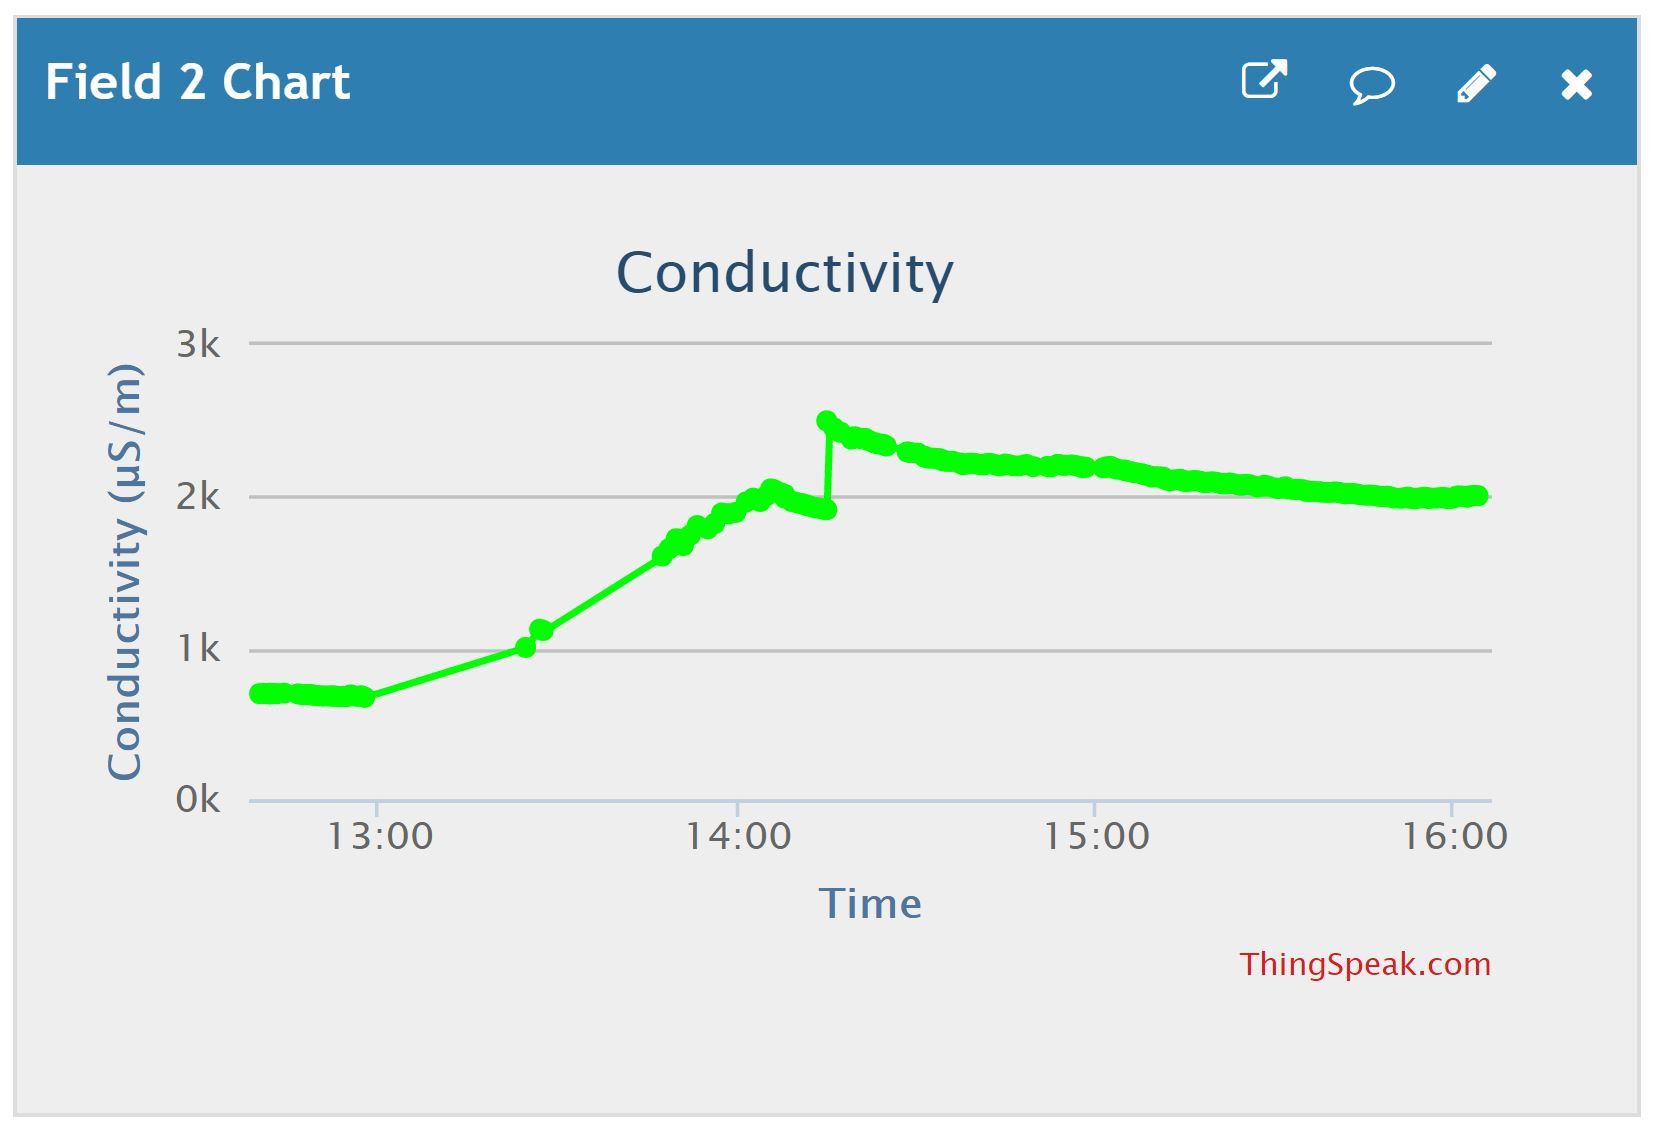 Field 2 Chart
Conductivity
Conductivity (µS/m)
3k
2k
1k
0k
13:00 14:00 15:00 16:00
Time
ThingSpeak.com